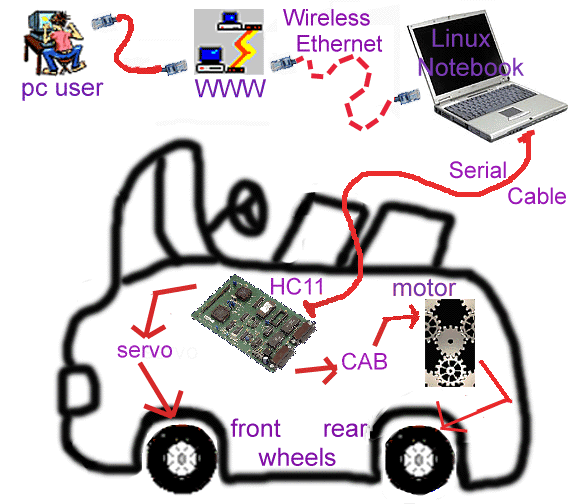 Wireless
Ethernet
Linux
Notebook
pc user
WWW
Serial
Cable
HC11
motor
servo
CAB
front rear
wheels